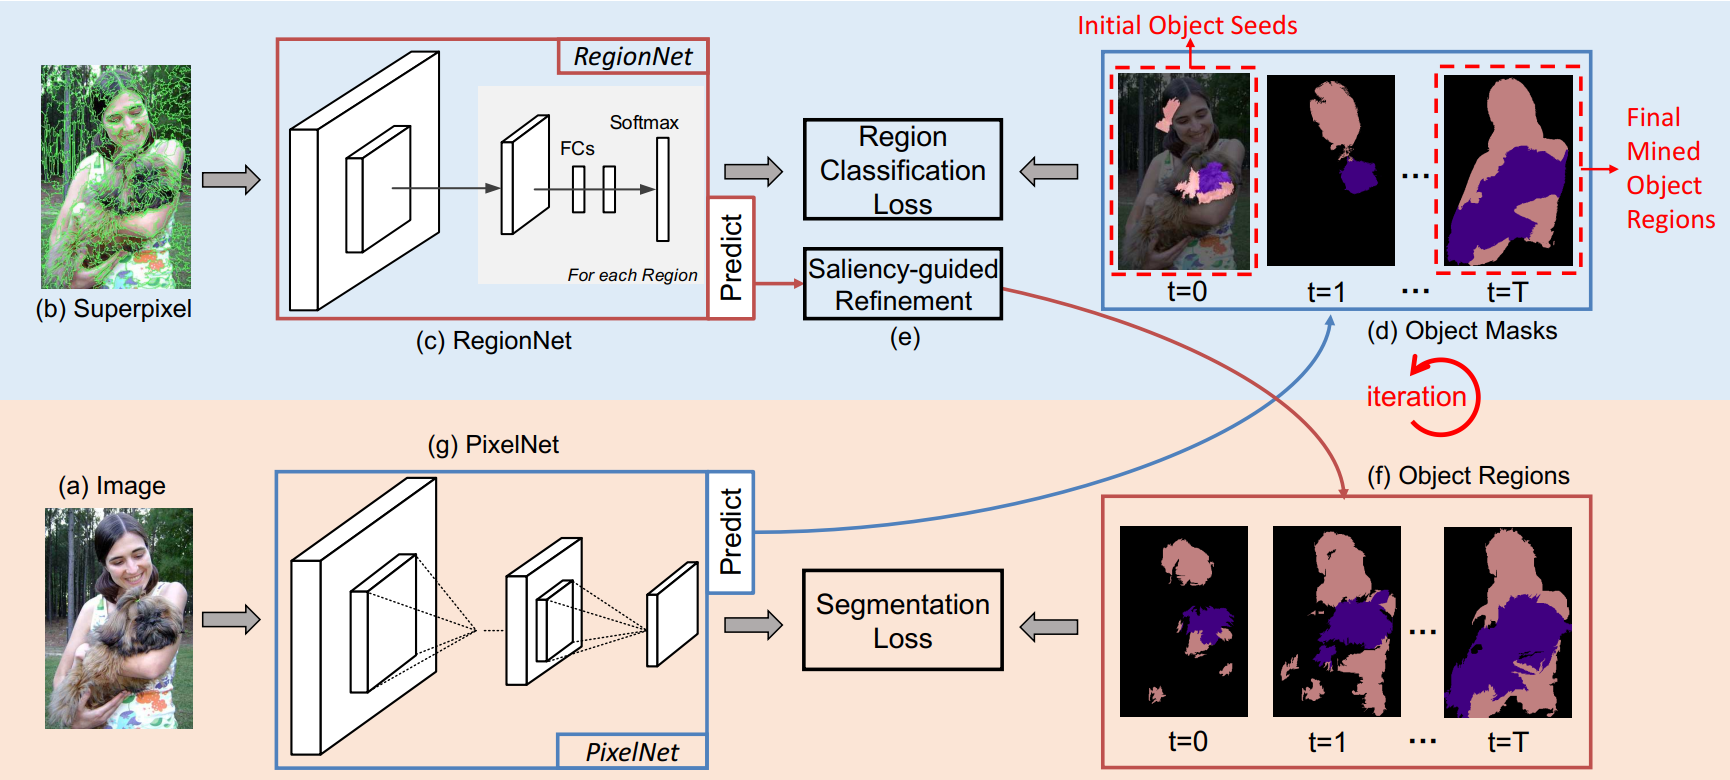 Initial Object Seeds
RegionNet
Softmax
FCs
For each Region
Predict
(b) Superpixel
(c) RegionNet
Region
Classification
Loss
Saliency-guided
Refinement
(e)
...
t=0
t=1
...
t=T
(d) Object Masks
Final
Mined
Object
Regions
iteration
(g) PixelNet
(a) Image
Predict
PixelNet
Segmentation
Loss
(f) Object Regions
...
t=0
t=1
...
t=T